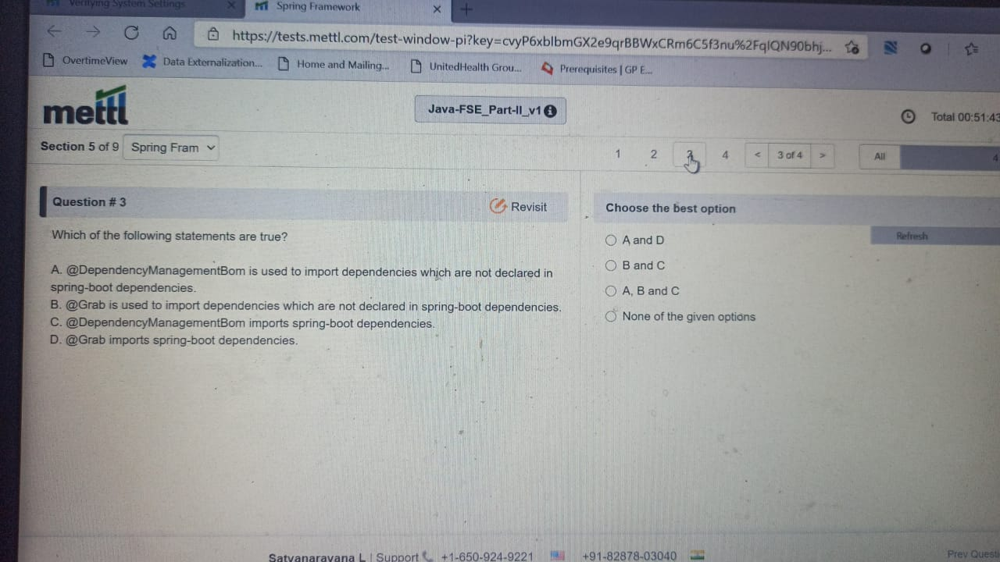 Verifying System Settings
Spring Framework
https://tests.mettl.com/test-window-pi?key=cvyP6xblbmGX2e9qrBBWxCRm6C5f3nu%2FqIQN90bhj...
OvertimeView Data Externalization... Home and Mailing... UnitedHealth Grou... Prerequisites | GP E...
mettl
Java-FSE_Part-II_v1
Total 00:51:43
Section 5 of 9 Spring Fram
1 2 3 4 < 3 of 4 > All 4
Question # 3 Revisit
Which of the following statements are true?
A. @DependencyManagementBom is used to import dependencies which are not declared in
spring-boot dependencies.
B. @Grab is used to import dependencies which are not declared in spring-boot dependencies.
C. @DependencyManagementBom imports spring-boot dependencies.
D. @Grab imports spring-boot dependencies.
Choose the best option
Refresh
A and D
B and C
A, B and C
None of the given options
Satyanarayana L | Support +1-650-924-9221 +91-82878-03040
Prev Quest